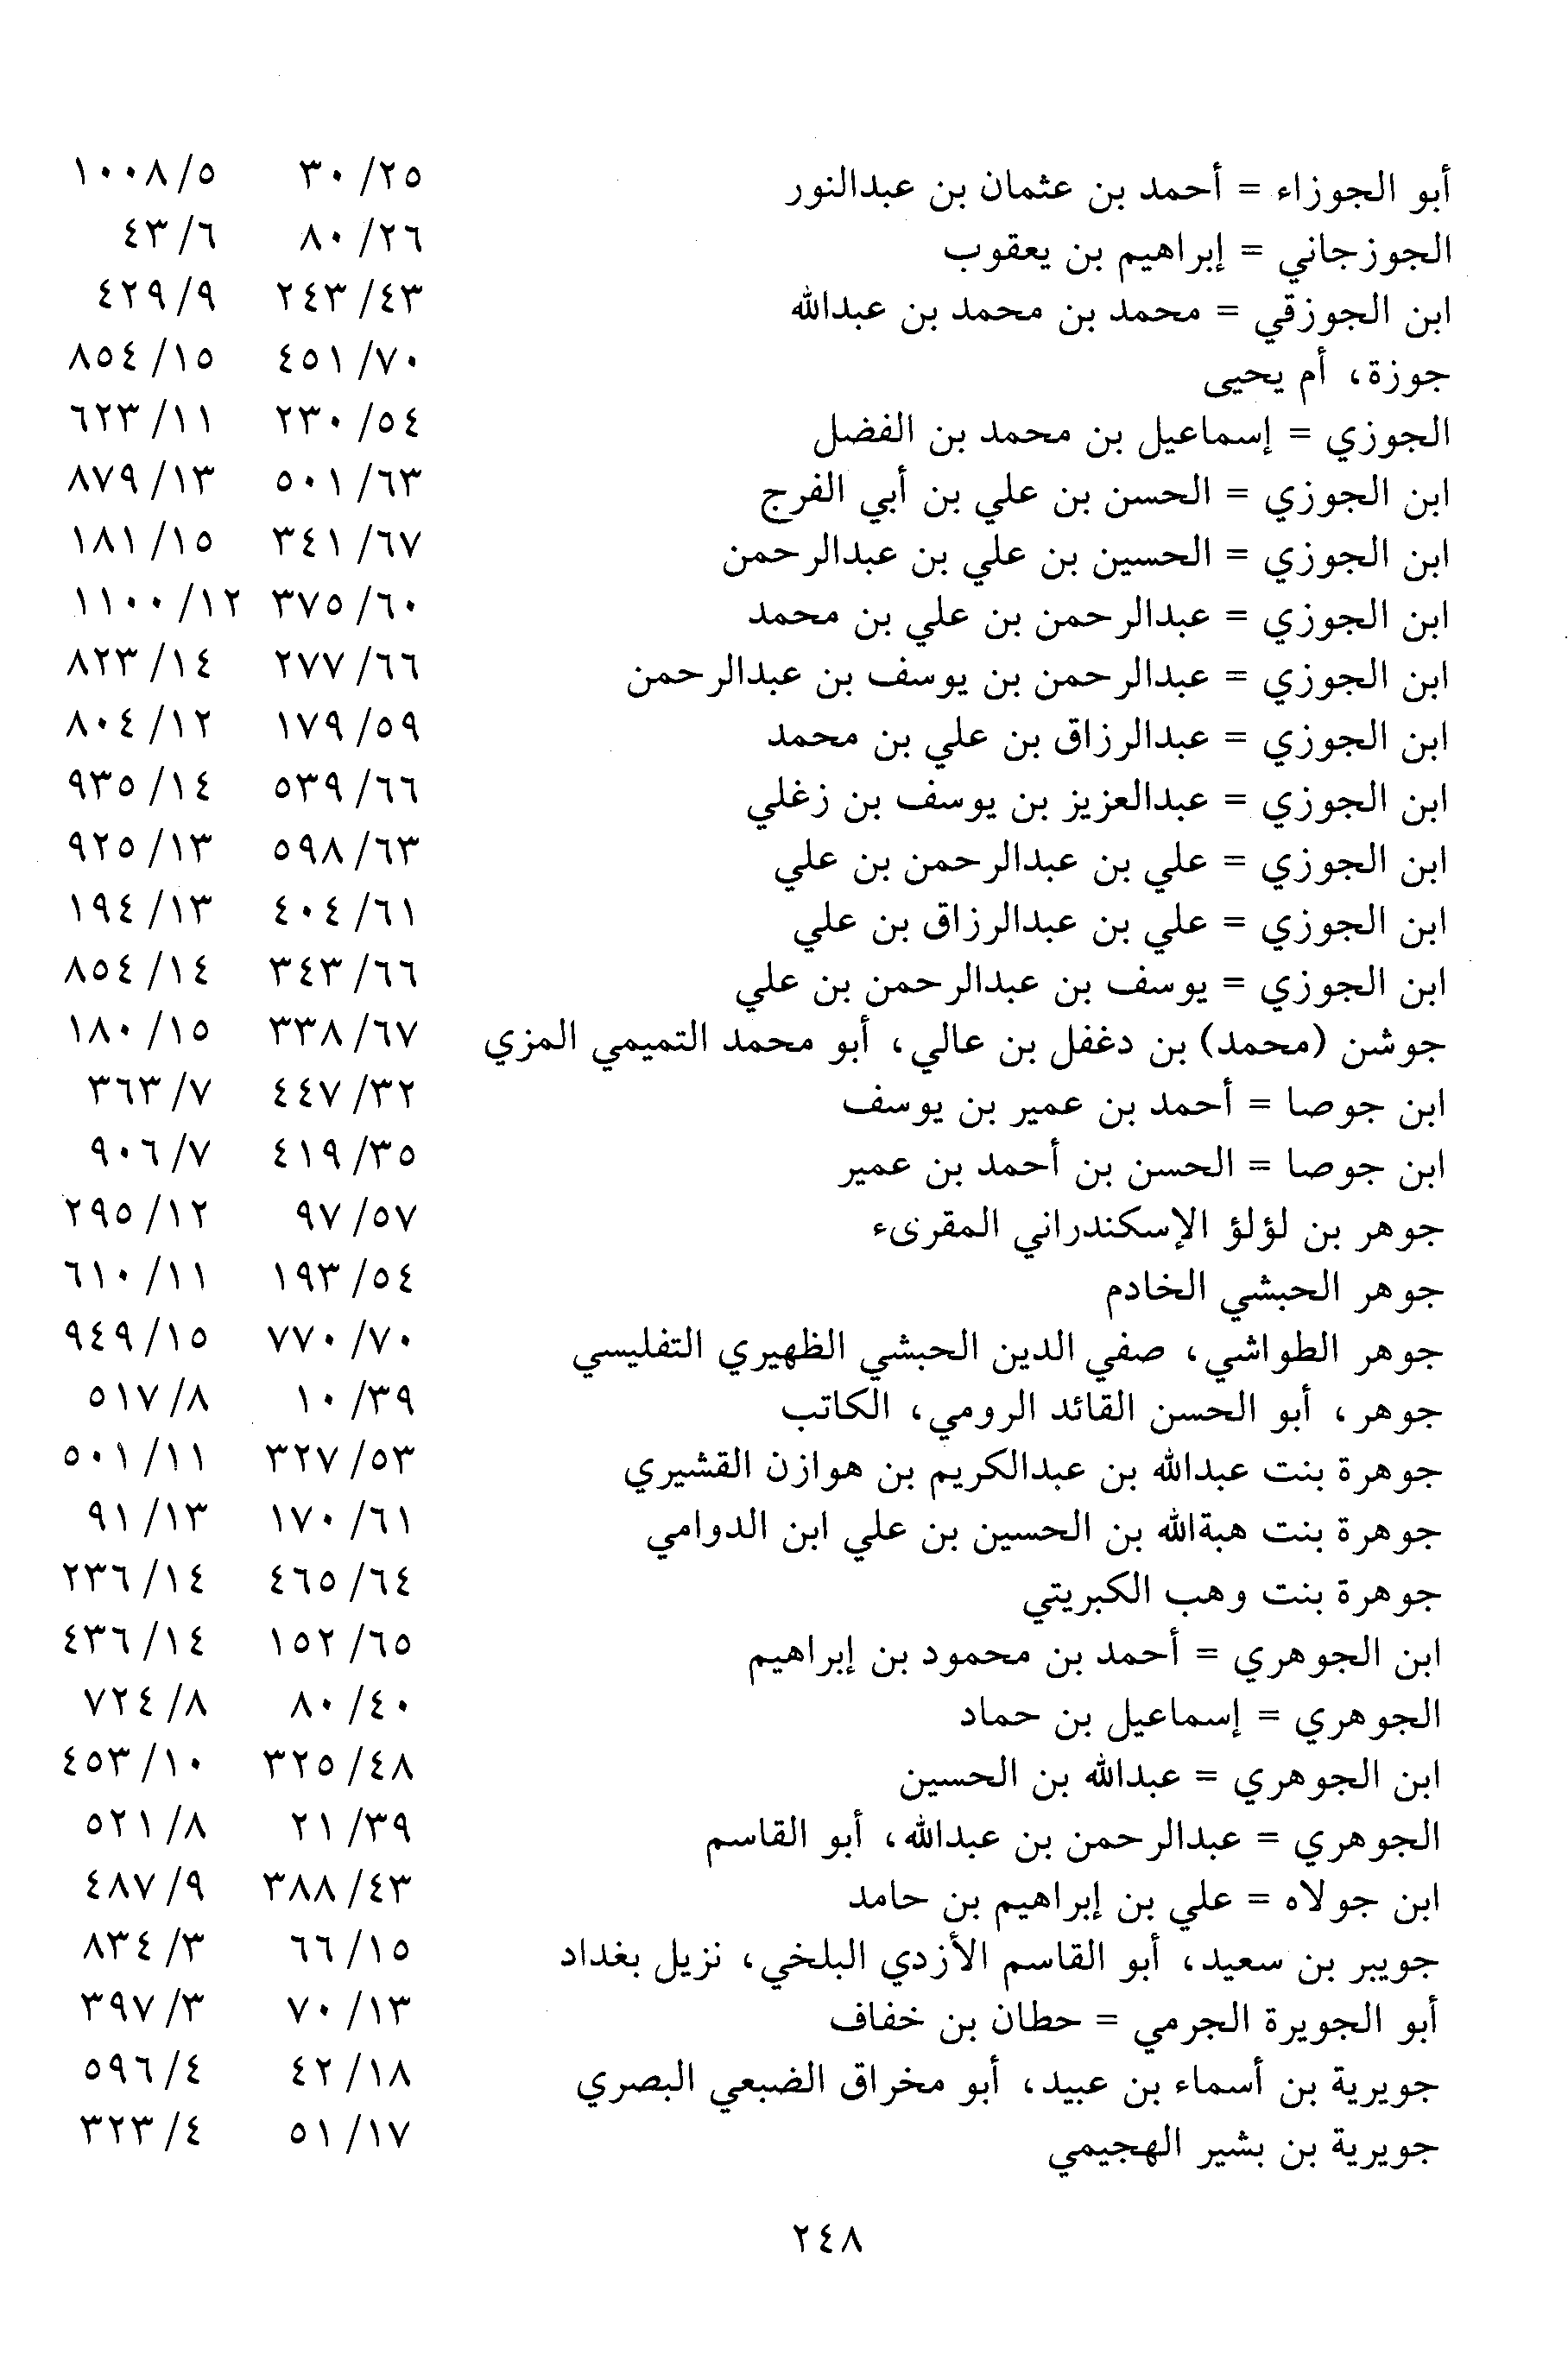 أبو الجوزاء = أحمد بن عثمان بن عبدالنور ٢٥/ ٣٠ ٥/ ١٠٠٨
الجوزجاني = إبراهيم بن يعقوب ٢٦/ ٨٠ ٦/ ٤٣
ابن الجوزقي = محمد بن محمد بن عبدالله ٤٣/ ٢٤٣ ٩/ ٤٢٩
جوزة، أم يحيى ٧٠/ ٤٥١ ١٥/ ٨٥٤
الجوزي = إسماعيل بن محمد بن الفضل ٥٤/ ٢٣٠ ١١/ ٦٢٣
ابن الجوزي = الحسن بن علي بن أبي الفرج ٦٣/ ٥٠١ ١٣/ ٨٧٩
ابن الجوزي = الحسين بن علي بن عبدالرحمن ٦٧/ ٣٤١ ١٥/ ١٨١
ابن الجوزي = عبدالرحمن بن علي بن محمد ٦٠/ ٣٧٥ ١٢/ ١١٠٠
ابن الجوزي = عبدالرحمن بن يوسف بن عبدالرحمن ٦٦/ ٢٧٧ ١٤/ ٨٢٣
ابن الجوزي = عبدالرزاق بن علي بن محمد ٥٩/ ١٧٩ ١٢/ ٨٠٤
ابن الجوزي = عبدالعزيز بن يوسف بن زغلي ٦٦/ ٥٣٩ ١٤/ ٩٣٥
ابن الجوزي = علي بن عبدالرحمن بن علي ٦٣/ ٥٩٨ ١٣/ ٩٢٥
ابن الجوزي = علي بن عبدالرزاق بن علي ٦١/ ٤٠٤ ١٣/ ١٩٤
ابن الجوزي = يوسف بن عبدالرحمن بن علي ٦٦/ ٣٤٣ ١٤/ ٨٥٤
جوشن (محمد) بن دغفل بن عالي، أبو محمد التميمي المزي ٦٧/ ٣٣٨ ١٥/ ١٨٠
ابن جوصا = أحمد بن عمير بن يوسف ٣٢/ ٤٤٧ ٧/ ٣٦٣
ابن جوصا = الحسن بن أحمد بن عمير ٣٥/ ٤١٩ ٧/ ٩٠٦
جوهر بن لؤلؤ الإسكندراني المقرىء ٥٧/ ٩٧ ١٢/ ٢٩٥
جوهر الحبشي الخادم ٥٤/ ١٩٣ ١١/ ٦١٠
جوهر الطواشي، صفي الدين الحبشي الظهيري التفليسي ٧٠/ ٧٧٠ ١٥/ ٩٤٩
جوهر، أبو الحسن القائد الرومي، الكاتب ٣٩/ ١٠ ٨/ ٥١٧
جوهرة بنت عبدالله بن عبدالكريم بن هوازن القشيري ٥٣/ ٣٢٧ ١١/ ٥٠١
جوهرة بنت هبةالله بن الحسين بن علي ابن الدوامي ٦١/ ١٧٠ ١٣/ ٩١
جوهرة بنت وهب الكبريتي ٦٤/ ٤٦٥ ١٤/ ٢٣٦
ابن الجوهري = أحمد بن محمود بن إبراهيم ٦٥/ ١٥٢ ١٤/ ٤٣٦
الجوهري = إسماعيل بن حماد ٤٠/ ٨٠ ٨/ ٧٢٤
ابن الجوهري = عبدالله بن الحسين ٤٨/ ٣٢٥ ١٠/ ٤٥٣
الجوهري = عبدالرحمن بن عبدالله، أبو القاسم ٣٩/ ٢١ ٨/ ٥٢١
ابن جولاه = علي بن إبراهيم بن حامد ٤٣/ ٣٨٨ ٩/ ٤٨٧
جويبر بن سعيد، أبو القاسم الأزدي البلخي، نزيل بغداد ١٥/ ٦٦ ٣/ ٨٣٤
أبو الجويرة الجرمي = حطان بن خفاف ١٣/ ٧٠ ٣/ ٣٩٧
جويرية بن أسماء بن عبيد، أبو مخراق الضبعي البصري ١٨/ ٤٢ ٤/ ٥٩٦
جويرية بن بشير الهجيمي ١٧/ ٥١ ٤/ ٣٢٣
٢٤٨